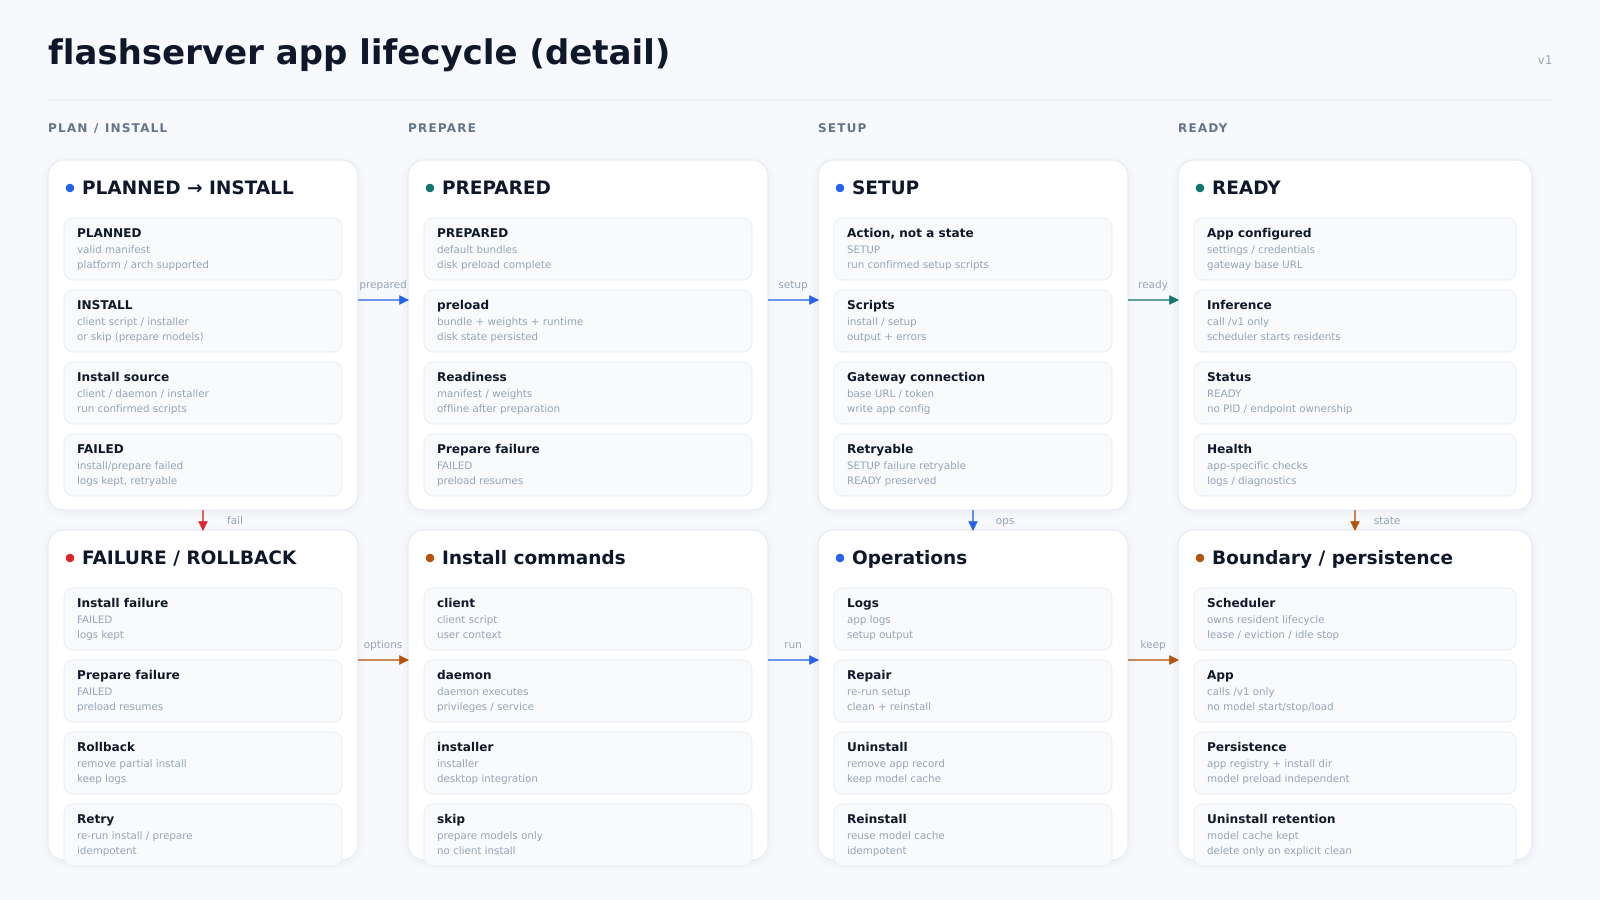 flashserver app lifecycle (detail)
v1
PLAN / INSTALL
PREPARE
SETUP
READY
PLANNED → INSTALL
PLANNED
valid manifest
platform / arch supported
INSTALL
client script / installer
or skip (prepare models)
Install source
client / daemon / installer
run confirmed scripts
FAILED
install/prepare failed
logs kept, retryable
prepared
PREPARED
PREPARED
default bundles
disk preload complete
preload
bundle + weights + runtime
disk state persisted
Readiness
manifest / weights
offline after preparation
Prepare failure
FAILED
preload resumes
setup
SETUP
Action, not a state
SETUP
run confirmed setup scripts
Scripts
install / setup
output + errors
Gateway connection
base URL / token
write app config
Retryable
SETUP failure retryable
READY preserved
ready
READY
App configured
settings / credentials
gateway base URL
Inference
call /v1 only
scheduler starts residents
Status
READY
no PID / endpoint ownership
Health
app-specific checks
logs / diagnostics
fail
ops
state
FAILURE / ROLLBACK
Install failure
FAILED
logs kept
Prepare failure
FAILED
preload resumes
Rollback
remove partial install
keep logs
Retry
re-run install / prepare
idempotent
options
Install commands
client
client script
user context
daemon
daemon executes
privileges / service
installer
installer
desktop integration
skip
prepare models only
no client install
run
Operations
Logs
app logs
setup output
Repair
re-run setup
clean + reinstall
Uninstall
remove app record
keep model cache
Reinstall
reuse model cache
idempotent
keep
Boundary / persistence
Scheduler
owns resident lifecycle
lease / eviction / idle stop
App
calls /v1 only
no model start/stop/load
Persistence
app registry + install dir
model preload independent
Uninstall retention
model cache kept
delete only on explicit clean